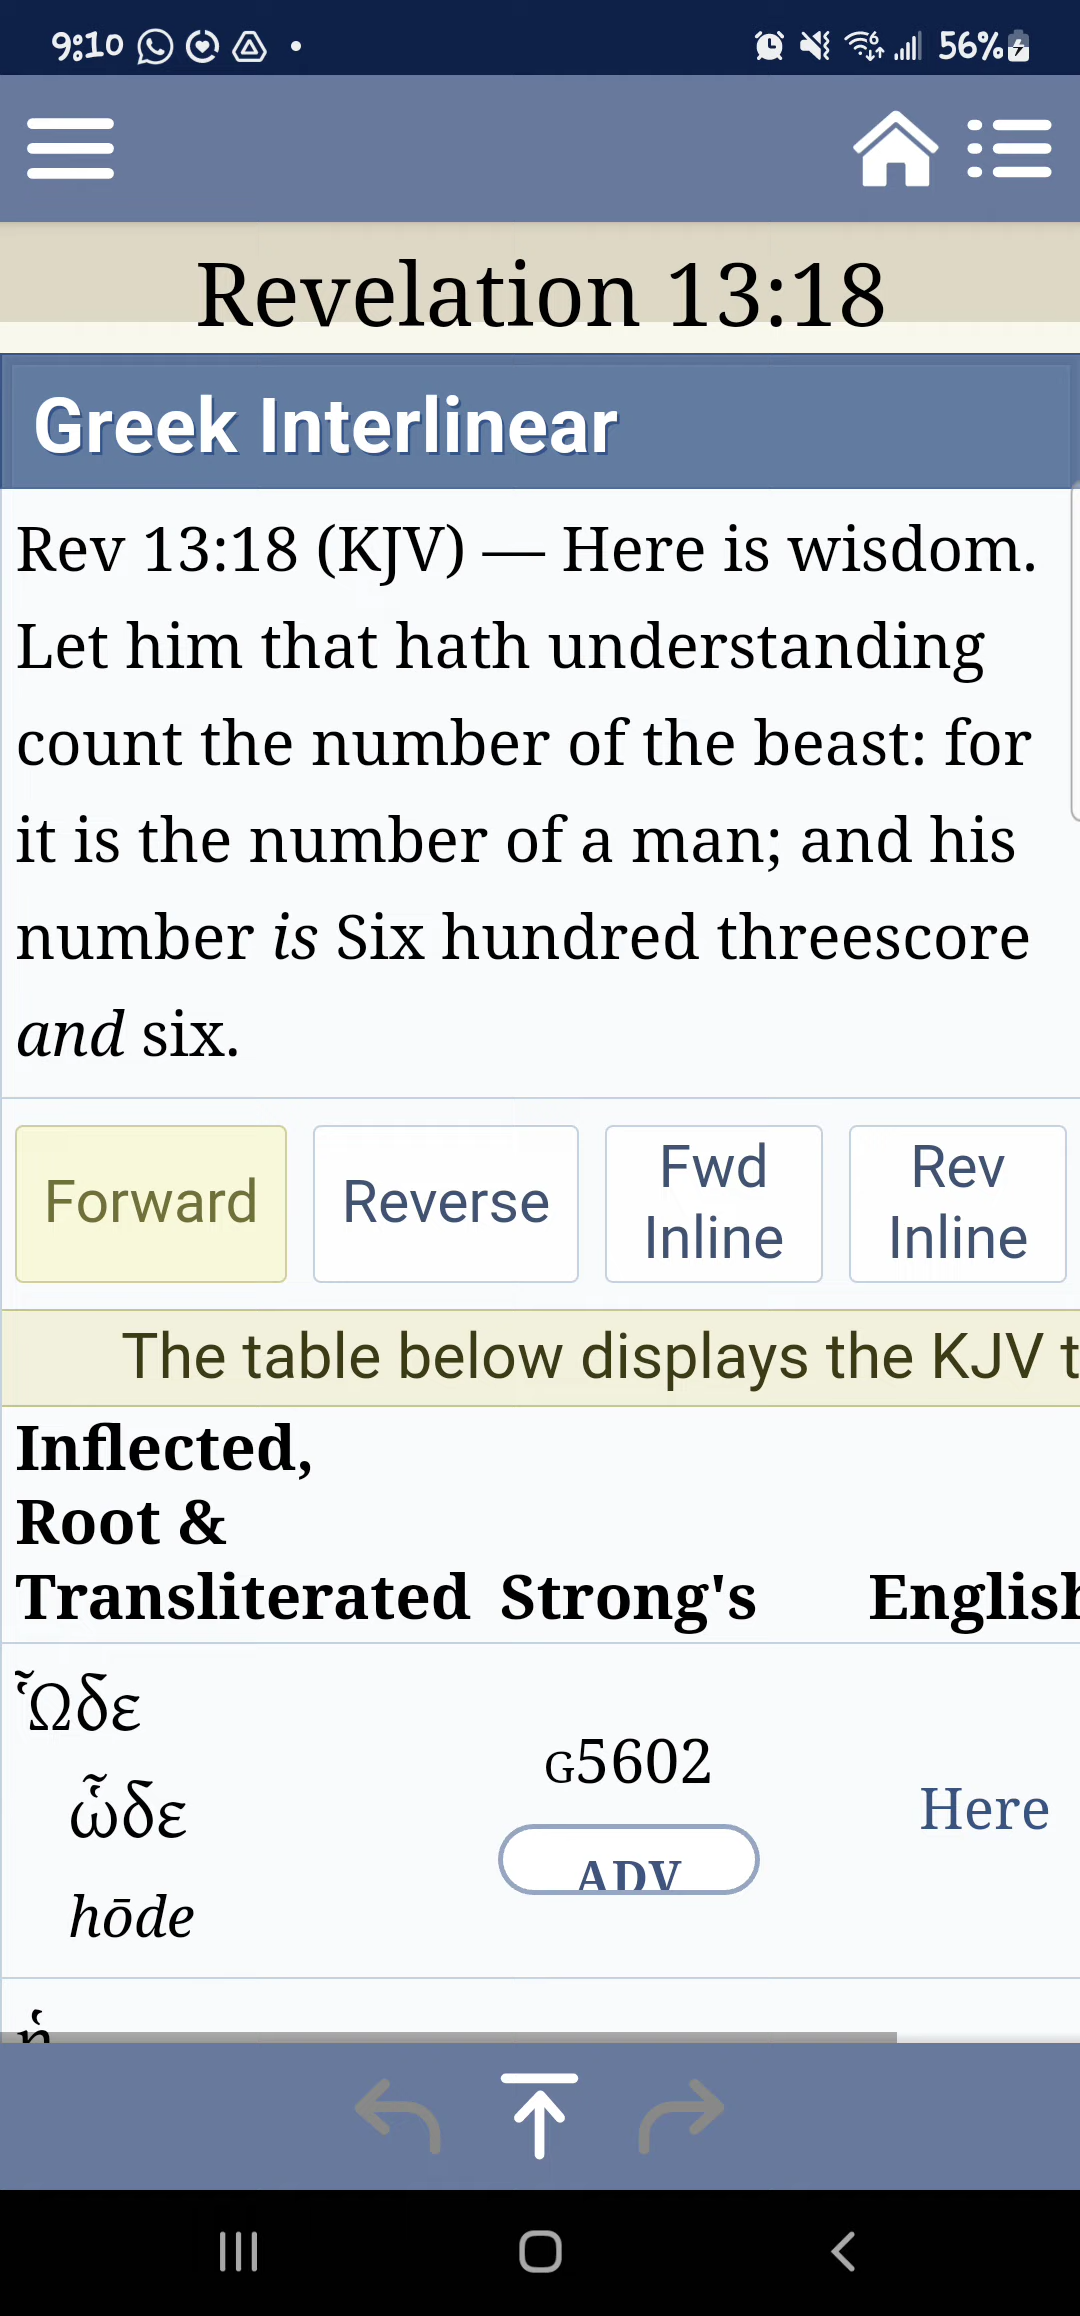 9:10
56%
Revelation 13:18
Greek Interlinear
Rev 13:18 (KJV) — Here is wisdom.
Let him that hath understanding
count the number of the beast: for
it is the number of a man; and his
number is Six hundred threescore
and six.
Forward
Reverse
Fwd
Inline
Rev
Inline
The table below displays the KJV t
Inflected,
Root &
Transliterated Strong's English
Ὧδε
ὧδε
hōde
G5602
ADV
Here
ἡ